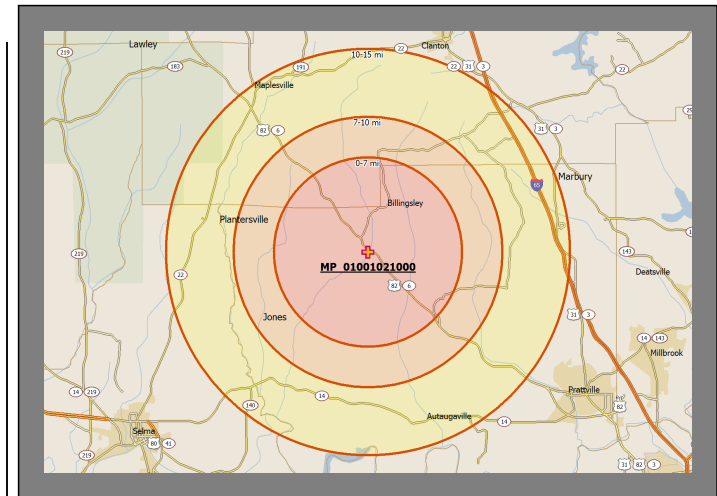 Lawley
22
Clanton
219
10-15 mi
183
191
22
31
3
22
Maplesville
7-10 mi
82
6
31
3
0-7 mi
65
Marbury
Billingsley
Plantersville
219
MP_01001021000
143
22
82
6
Deatsville
Jones
31
3
14
143
Millbrook
14
219
14
Prattville
140
82
Autaugaville
14
Selma
80
41
219
31
82
3